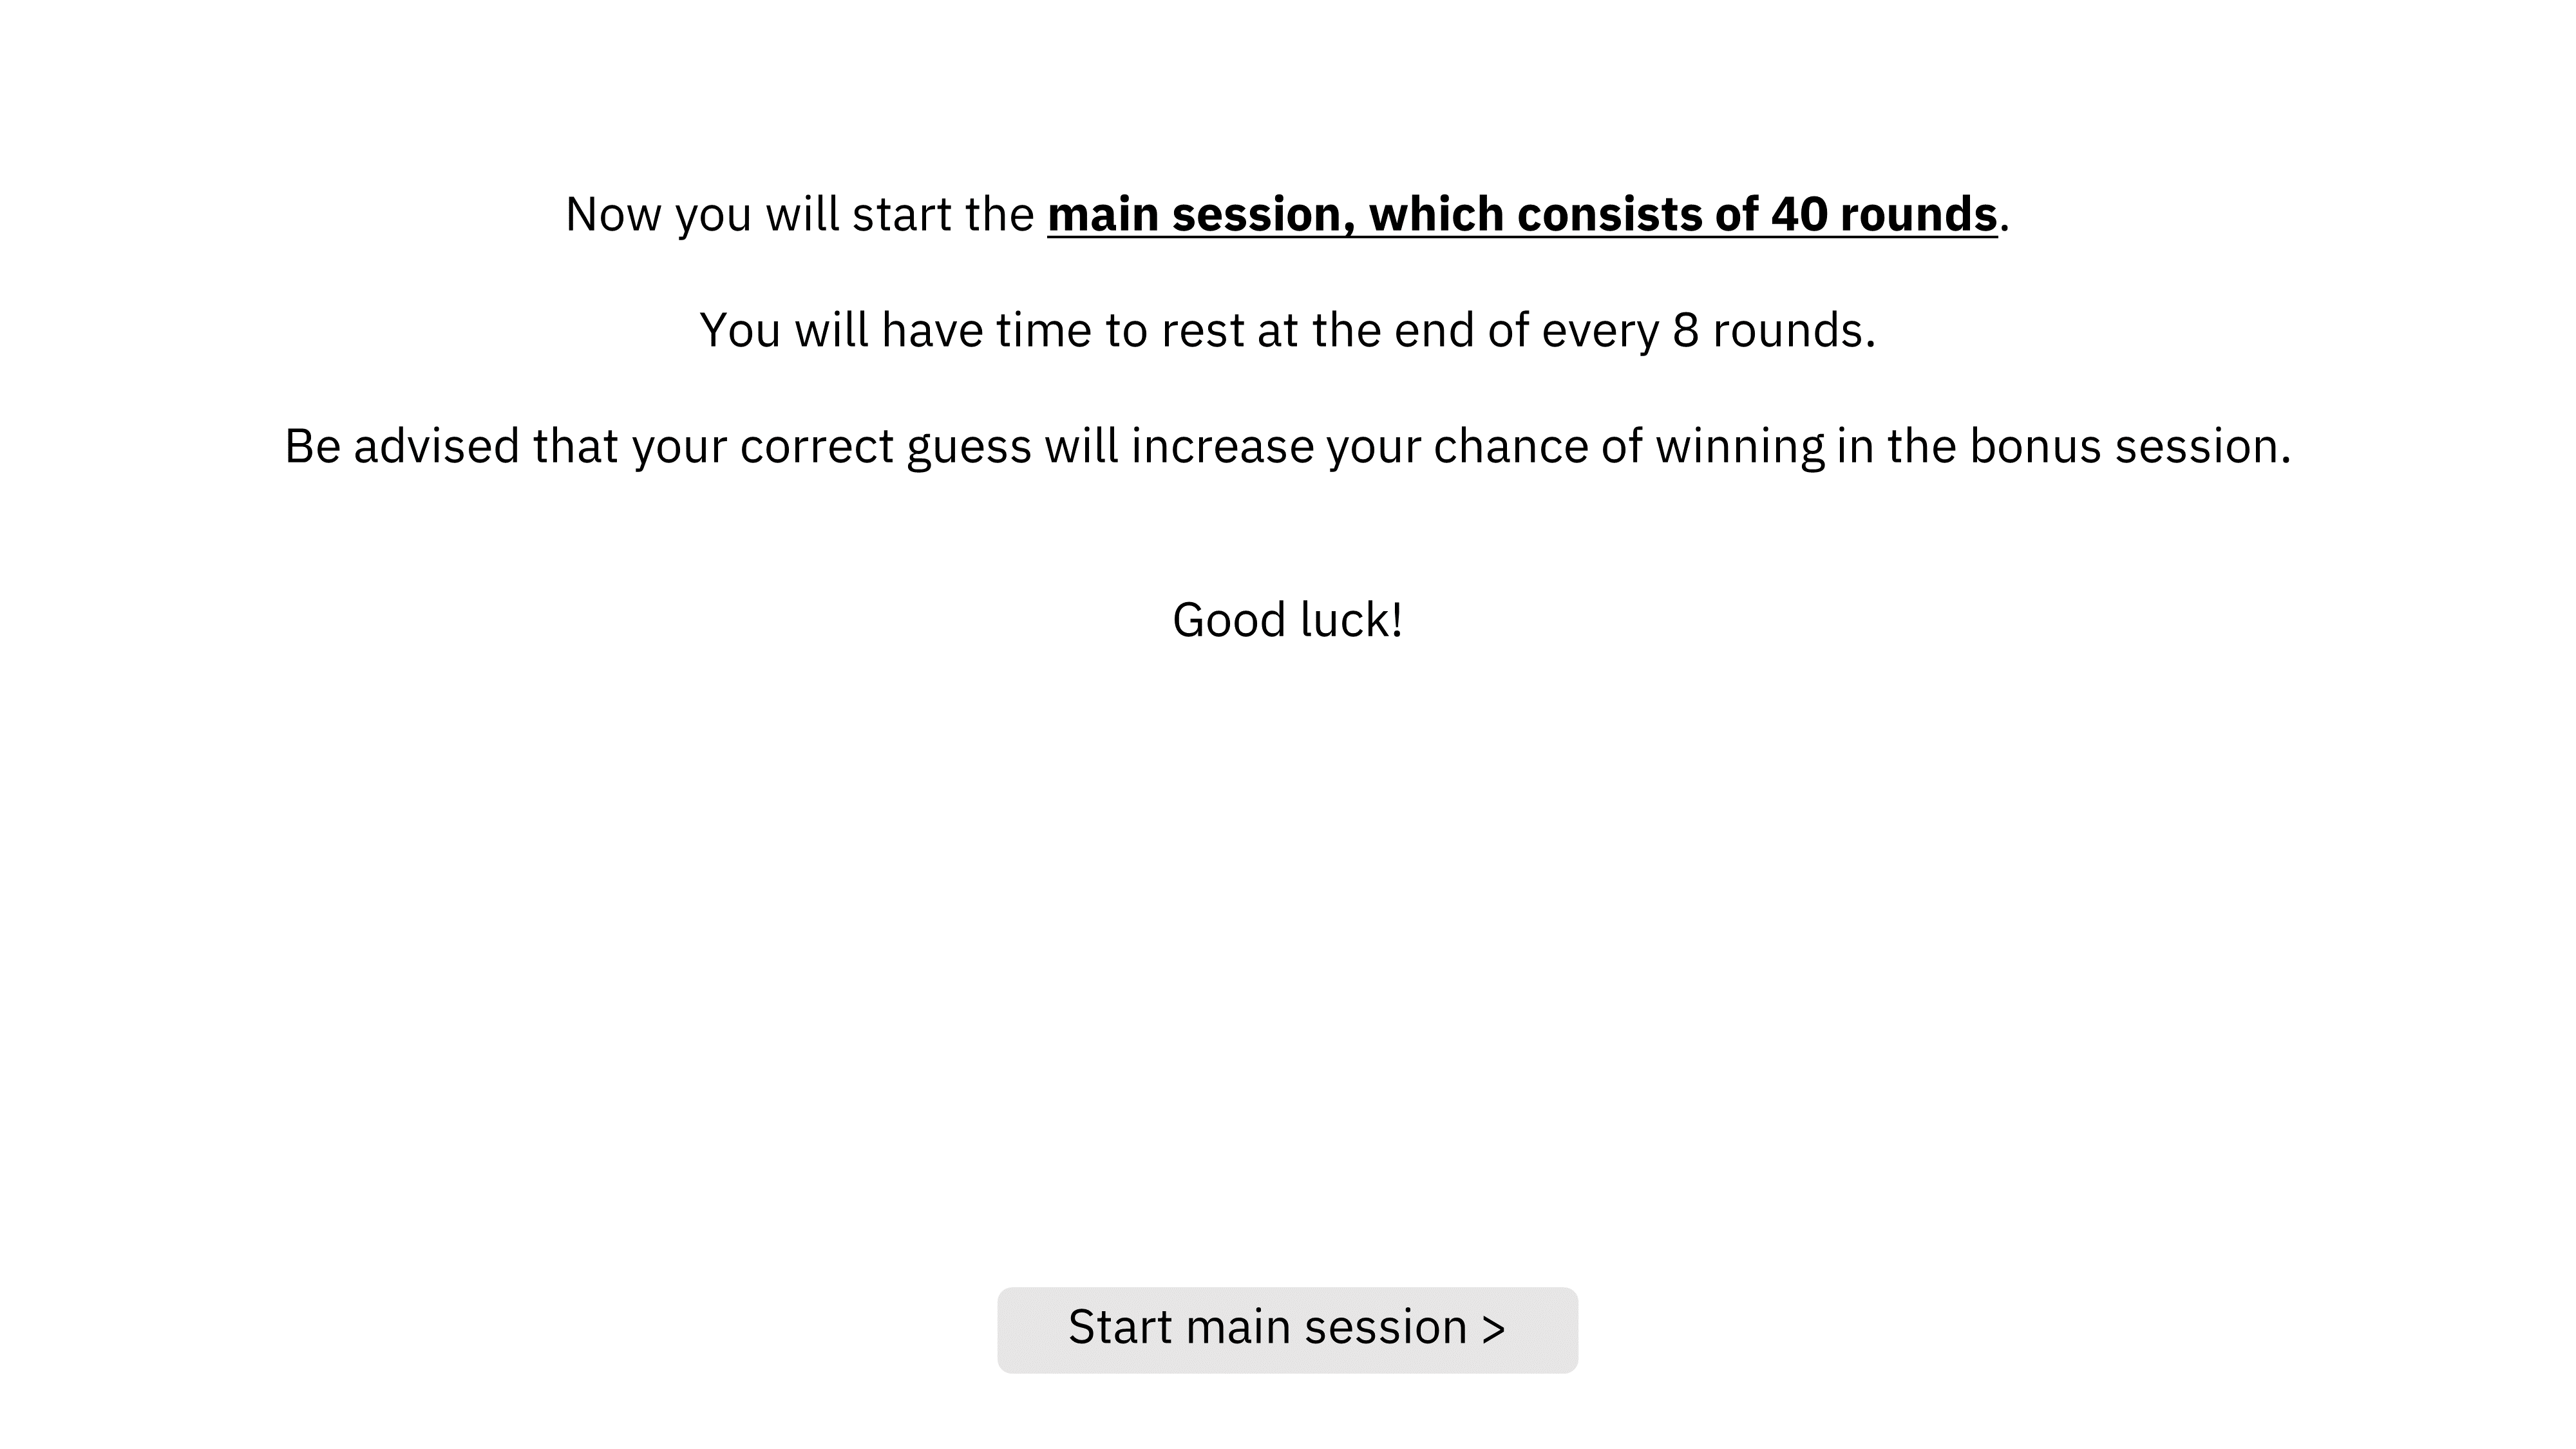 Now you will start the main session, which consists of 40 rounds.
You will have time to rest at the end of every 8 rounds.
Be advised that your correct guess will increase your chance of winning in the bonus session.
Good luck!
Start main session >